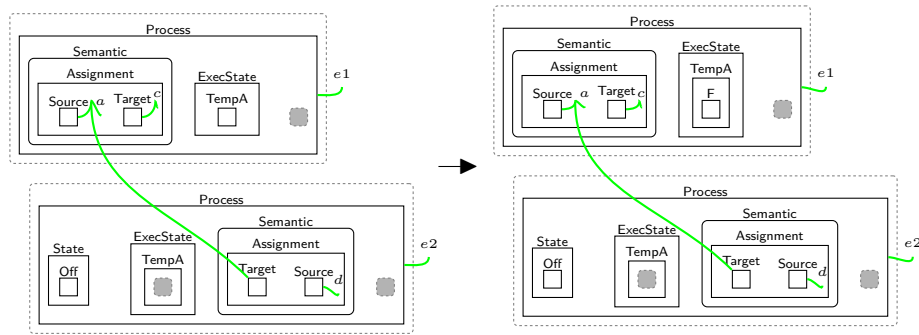 Process
Semantic
Assignment
Source a Target c
ExecState
TempA
e1
Process
State
Off
ExecState
TempA
Semantic
Assignment
Target
Source d
e2
Process
Semantic
Assignment
Source a Target c
ExecState
TempA
F
e1
Process
State
Off
ExecState
TempA
Semantic
Assignment
Target
Source d
e2